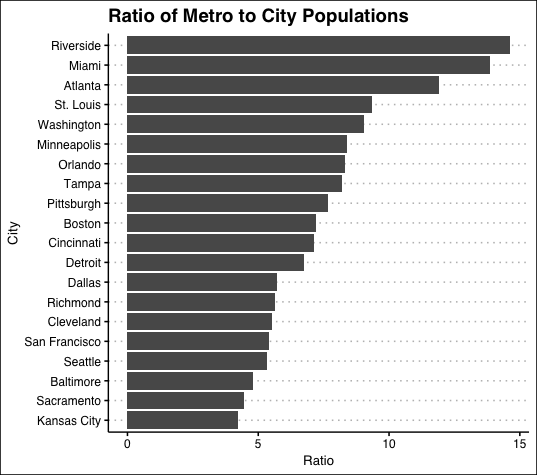 Ratio of Metro to City Populations
City
Riverside
Miami
Atlanta
St. Louis
Washington
Minneapolis
Orlando
Tampa
Pittsburgh
Boston
Cincinnati
Detroit
Dallas
Richmond
Cleveland
San Francisco
Seattle
Baltimore
Sacramento
Kansas City
0 5 10 15
Ratio